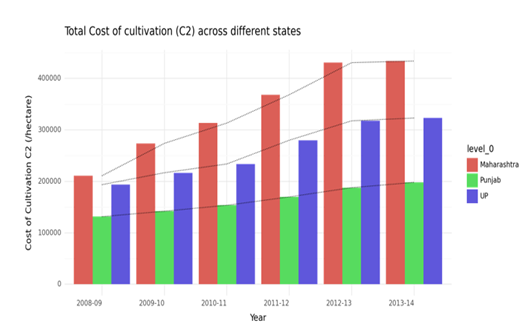 Total Cost of cultivation (C2) across different states
Cost of Cultivation C2 (/hectare)
400000
300000
200000
100000
0
2008-09 2009-10 2010-11 2011-12 2012-13 2013-14
Year
level_0
Maharashtra
Punjab
UP